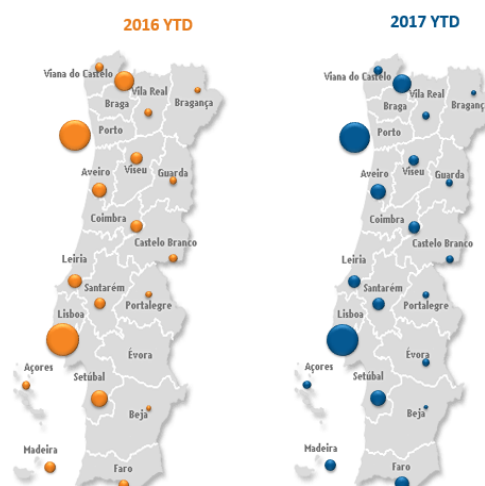 2016 YTD
Viana do Castelo
Vila Real
Braga
Bragança
Porto
Aveiro
Viseu
Guarda
Coimbra
Castelo Branco
Leiria
Santarém
Lisboa
Portalegre
Évora
Açores
Setúbal
Beja
Madeira
Faro
2017 YTD
Viana do Castelo
Vila Real
Braga
Braganç
Porto
Aveiro
Viseu
Guarda
Coimbra
Castelo Branco
Leiria
Santarém
Lisboa
Portalegre
Évora
Açores
Setúbal
Beja
Madeira
Faro